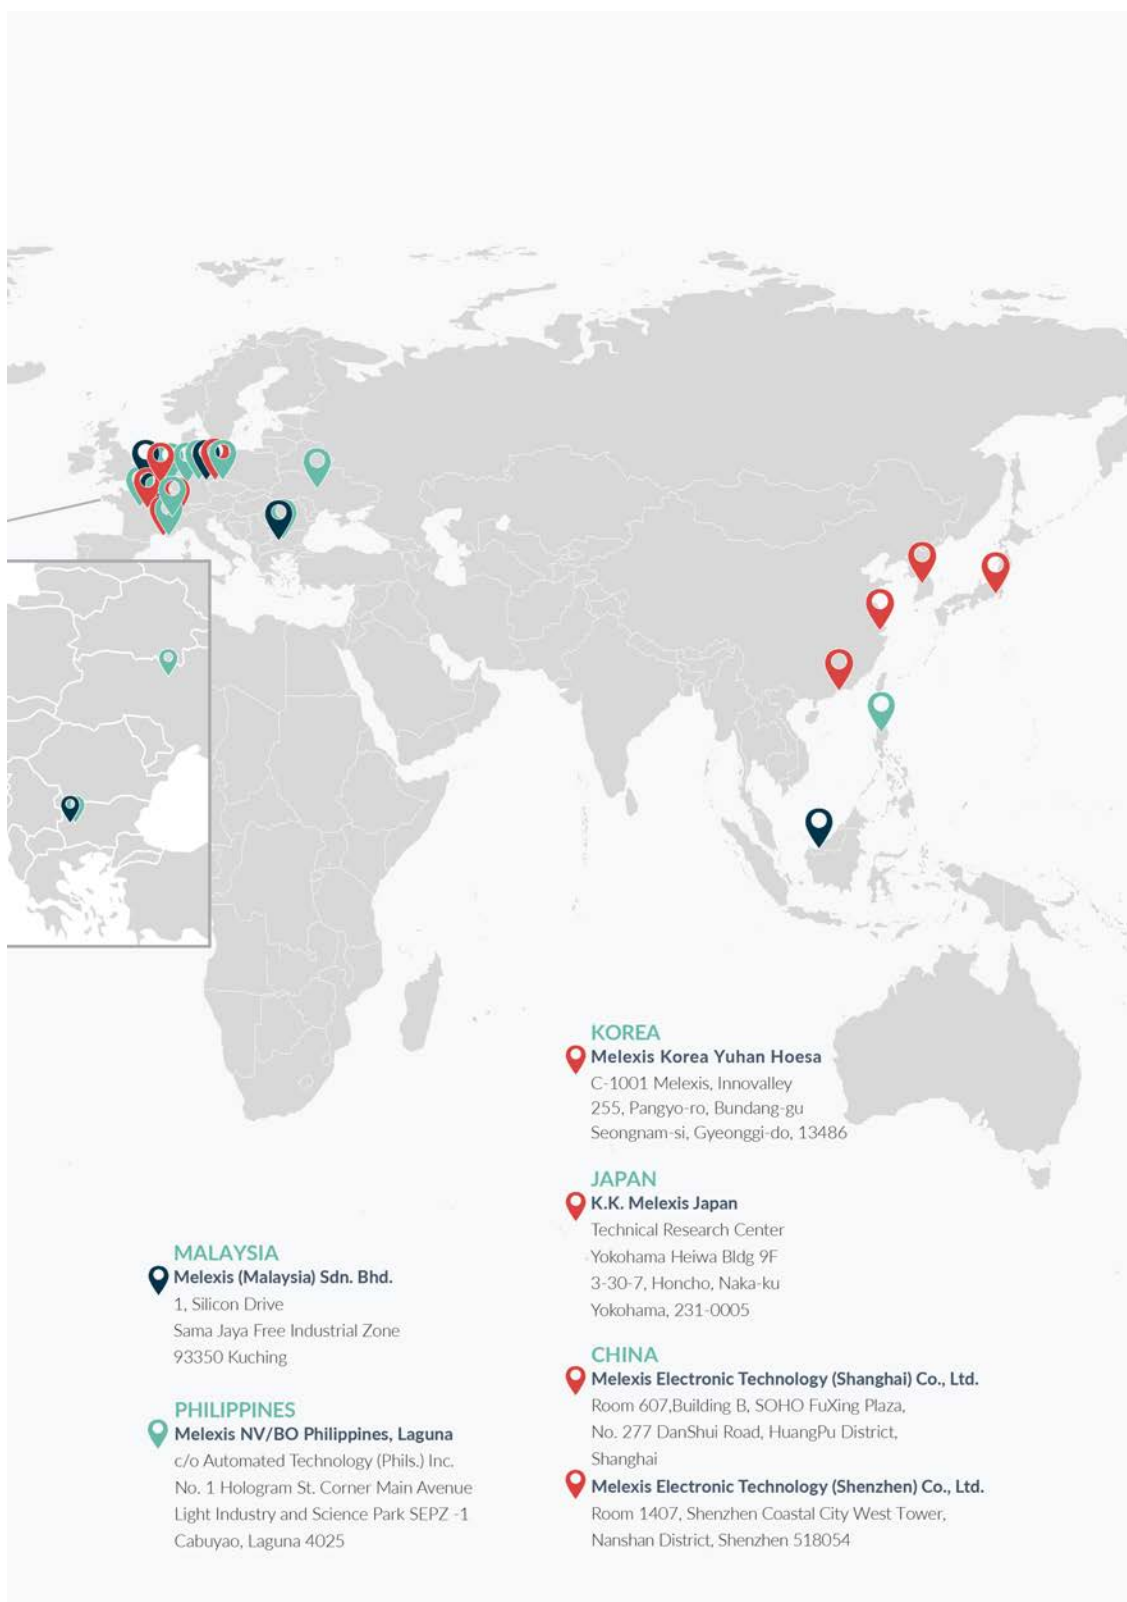 KOREA
Melexis Korea Yuhan Hoesa
C-1001 Melexis, Innovalley
255, Pangyo-ro, Bundang-gu
Seongnam-si, Gyeonggi-do, 13486
JAPAN
K.K. Melexis Japan
Technical Research Center
Yokohama Heiwa Bldg 9F
3-30-7, Honcho, Naka-ku
Yokohama, 231-0005
MALAYSIA
Melexis (Malaysia) Sdn. Bhd.
1, Silicon Drive
Sama Jaya Free Industrial Zone
93350 Kuching
PHILIPPINES
Melexis NV/BO Philippines, Laguna
c/o Automated Technology (Phils.) Inc.
No. 1 Hologram St. Corner Main Avenue
Light Industry and Science Park SEPZ -1
Cabuyao, Laguna 4025
CHINA
Melexis Electronic Technology (Shanghai) Co., Ltd.
Room 607,Building B, SOHO FuXing Plaza,
No. 277 DanShui Road, HuangPu District,
Shanghai
Melexis Electronic Technology (Shenzhen) Co., Ltd.
Room 1407, Shenzhen Coastal City West Tower,
Nanshan District, Shenzhen 518054